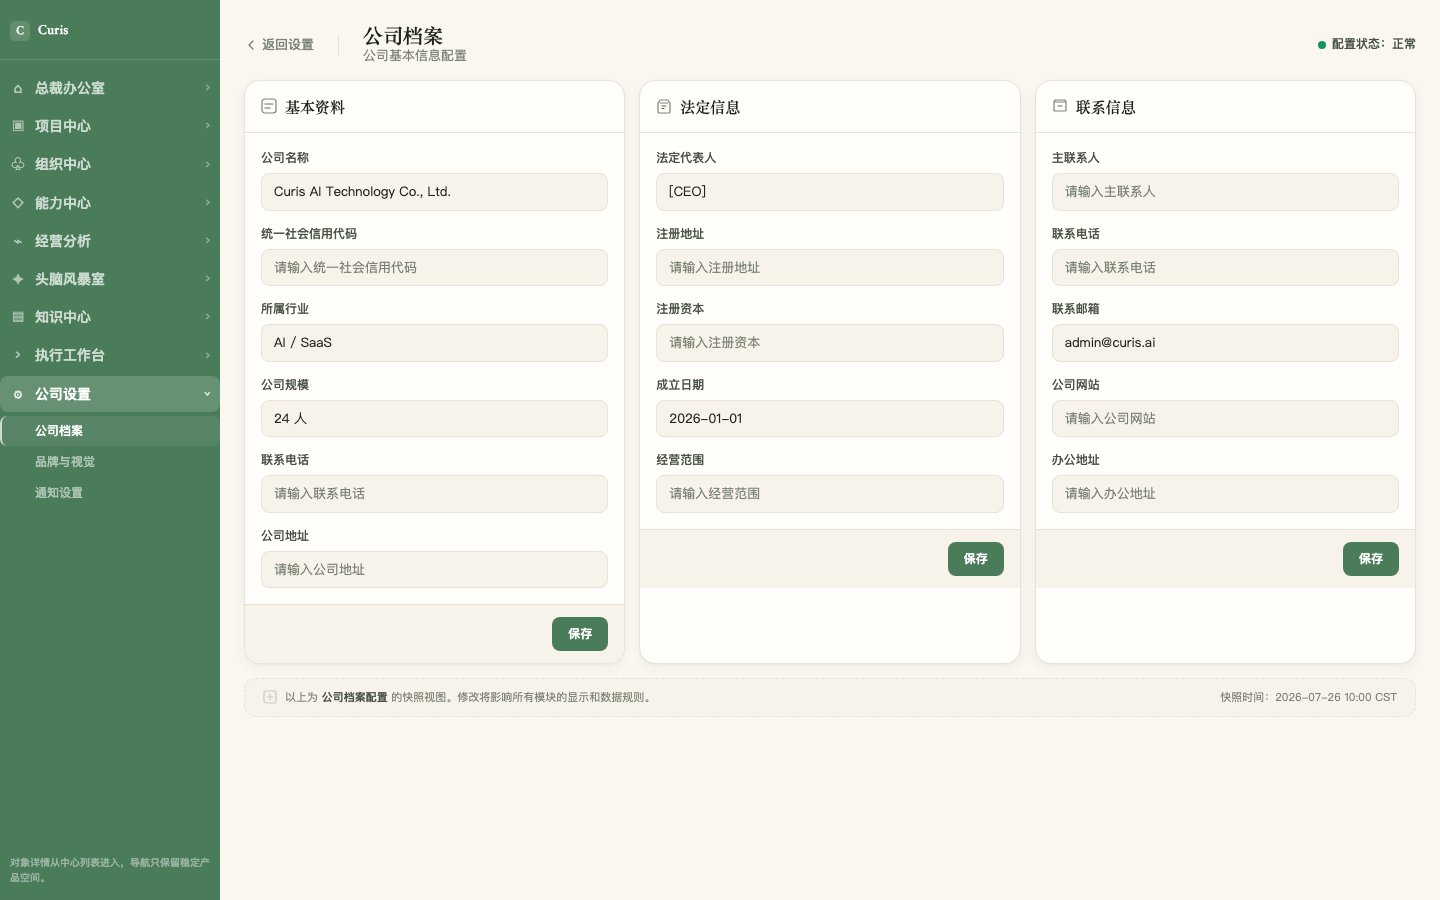 C Curis
总裁办公室
项目中心
组织中心
能力中心
经营分析
头脑风暴室
知识中心
执行工作台
公司设置
公司档案
品牌与视觉
通知设置
对象详情从中心列表进入，导航只保留稳定产
品空间。
返回设置
公司档案
公司基本信息配置
配置状态：正常
基本资料
公司名称
Curis AI Technology Co., Ltd.
统一社会信用代码
请输入统一社会信用代码
所属行业
AI / SaaS
公司规模
24 人
联系电话
请输入联系电话
公司地址
请输入公司地址
保存
法定信息
法定代表人
[CEO]
注册地址
请输入注册地址
注册资本
请输入注册资本
成立日期
2026-01-01
经营范围
请输入经营范围
保存
联系信息
主联系人
请输入主联系人
联系电话
请输入联系电话
联系邮箱
admin@curis.ai
公司网站
请输入公司网站
办公地址
请输入办公地址
保存
以上为 公司档案配置 的快照视图。修改将影响所有模块的显示和数据规则。
快照时间：2026-07-26 10:00 CST